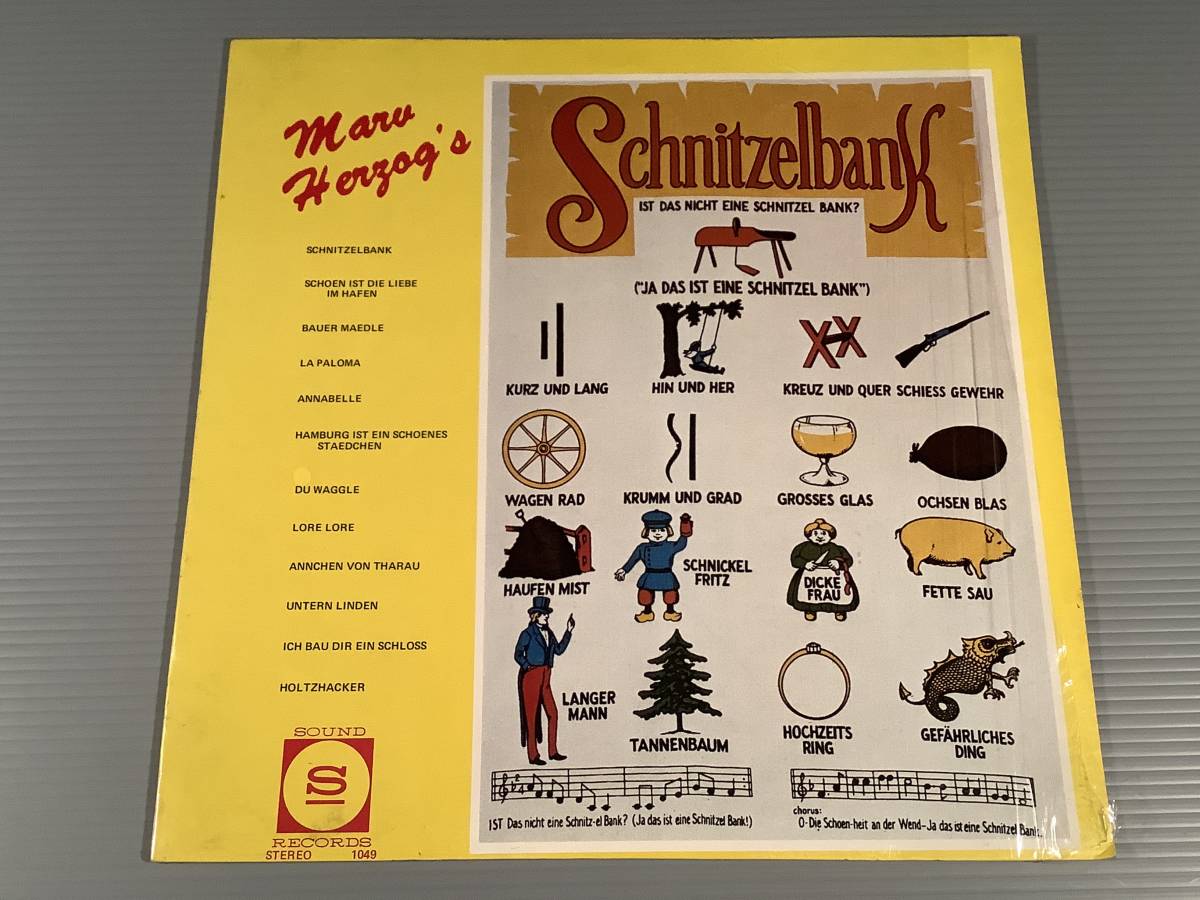 Marv
Herzog's
SCHNITZELBANK
SCHOEN IST DIE LIEBE
IM HAFEN
BAUER MAEDLE
LA PALOMA
ANNABELLE
HAMBURG IST EIN SCHOENES
STAEDCHEN
DU WAGGLE
LORE LORE
ANNCHEN VON THARAU
UNTERN LINDEN
ICH BAU DIR EIN SCHLOSS
HOLTZHACKER
SOUND
S
RECORDS
STEREO 1049
Schnitzelbank
IST DAS NICHT EINE SCHNITZEL BANK?
("JA DAS IST EINE SCHNITZEL BANK")
KURZ UND LANG
HIN UND HER
KREUZ UND QUER SCHIESS GEWEHR
WAGEN RAD
KRUMM UND GRAD
GROSSES GLAS
OCHSEN BLAS
HAUFEN MIST
SCHNICKEL
FRITZ
DICKE
FRAU
FETTE SAU
LANGER
MANN
TANNENBAUM
HOCHZEITS
RING
GEFÄHRLICHES
DING
IST Das nicht eine Schnitz-el Bank? (Ja das ist eine Schnitzel Bank!)
chorus:
O-Die Schoen-heit an der Wend-Ja das ist eine Schnitzel Bank.